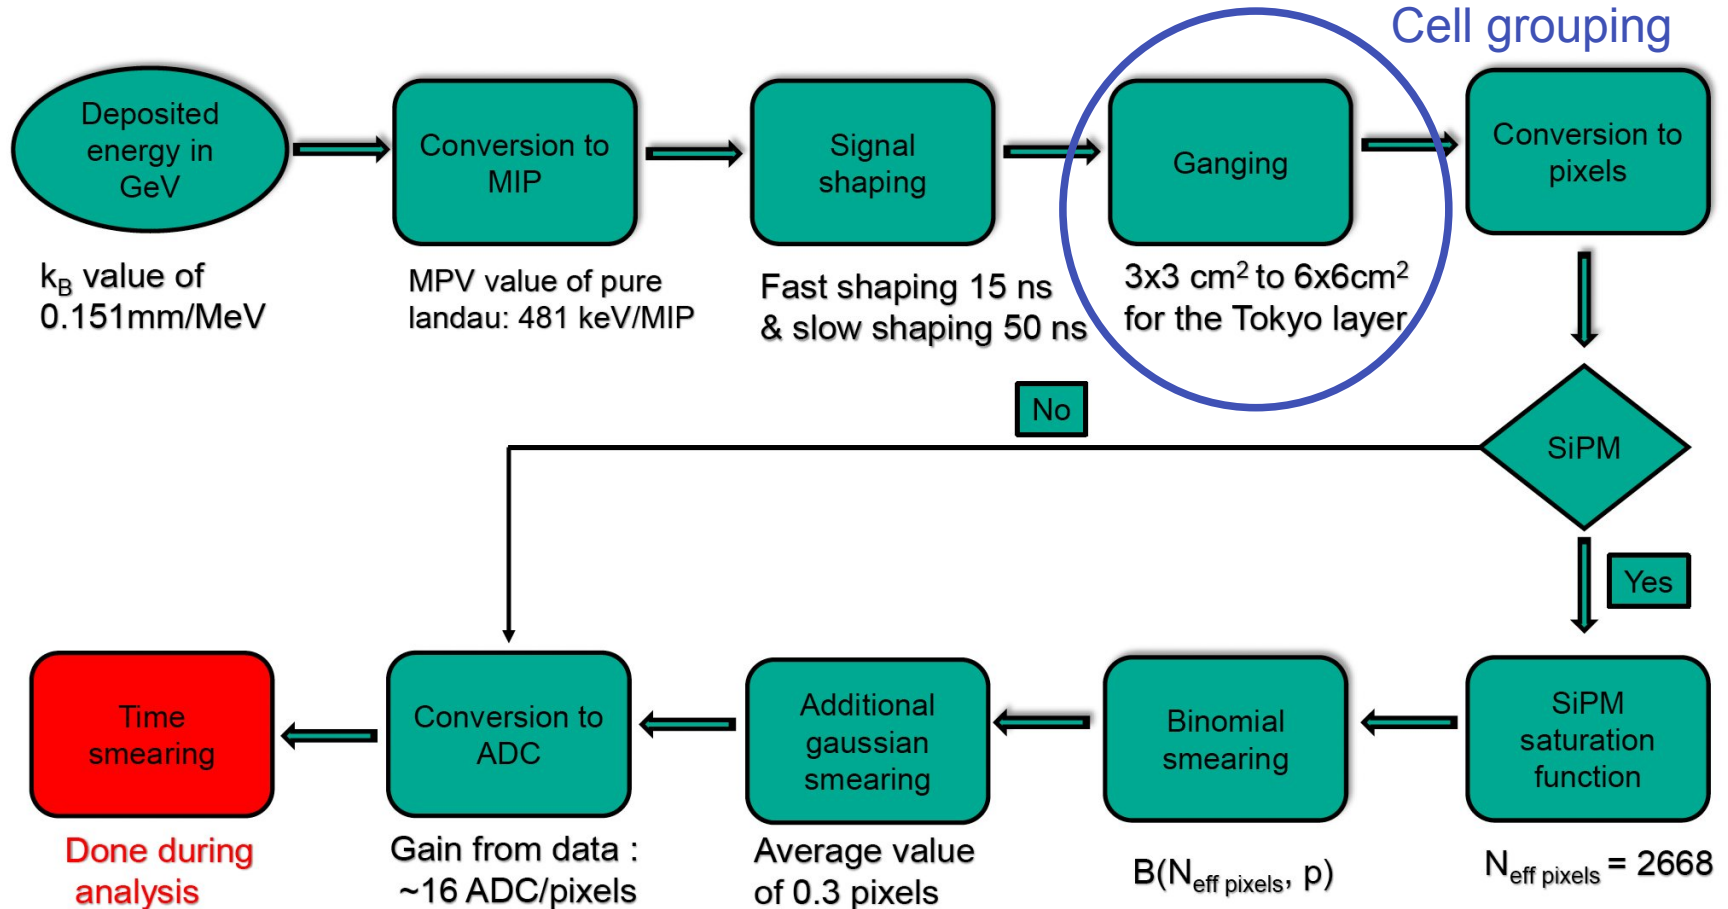 Cell grouping
Deposited
energy in
GeV
Conversion to
MIP
Signal
shaping
Ganging
Conversion to
pixels
k_B value of
0.151mm/MeV
MPV value of pure
landau: 481 keV/MIP
Fast shaping 15 ns
& slow shaping 50 ns
3x3 cm² to 6x6cm²
for the Tokyo layer
No
SiPM
Yes
Time
smearing
Conversion to
ADC
Additional
gaussian
smearing
Binomial
smearing
SiPM
saturation
function
Done during
analysis
Gain from data :
~16 ADC/pixels
Average value
of 0.3 pixels
B(N_eff pixels, p)
N_eff pixels = 2668